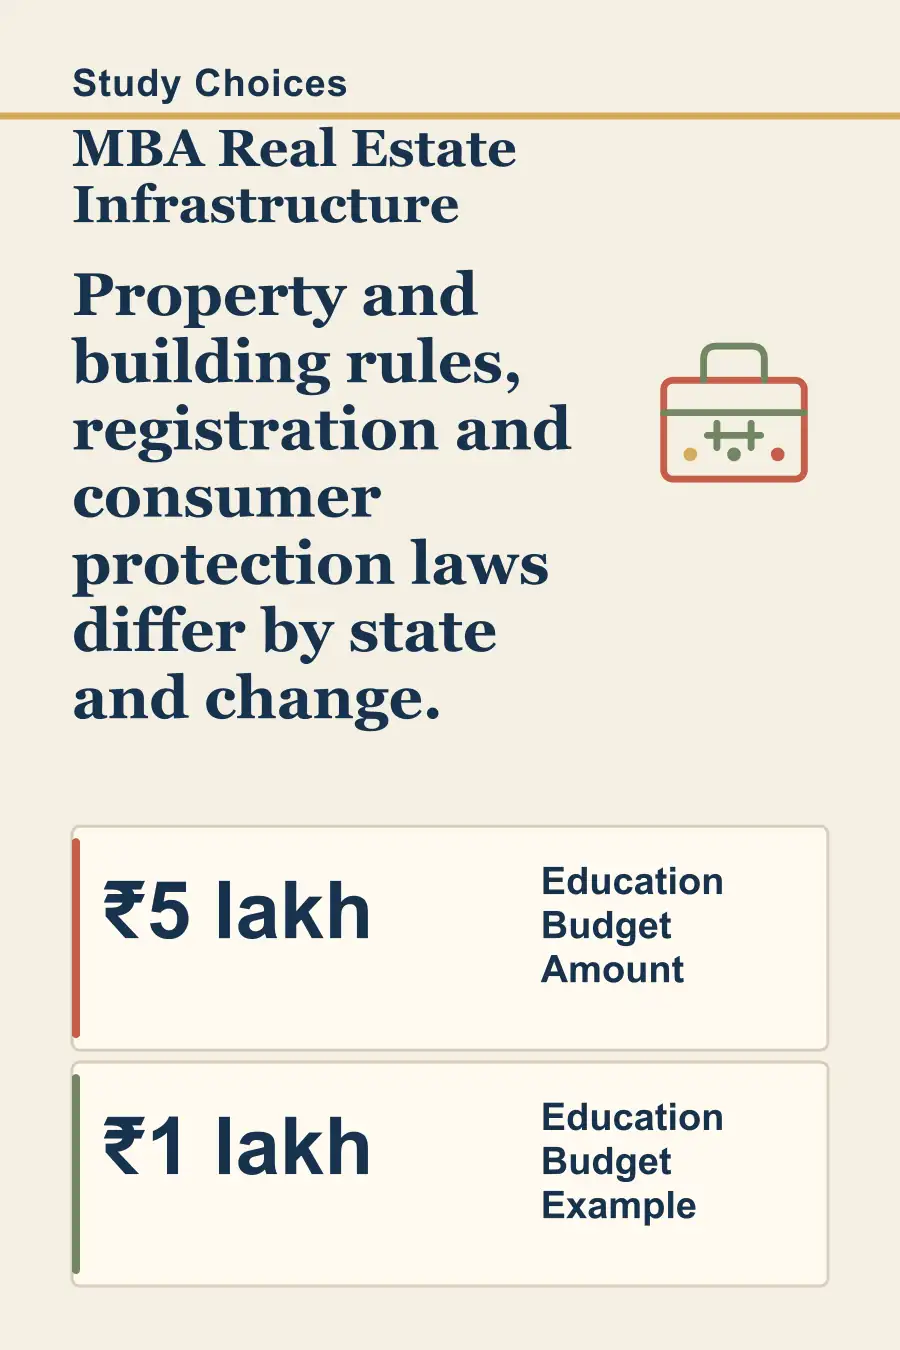 Study Choices
MBA Real Estate
Infrastructure
Property and
building rules,
registration and
consumer
protection laws
differ by state
and change.
₹5 lakh
Education
Budget
Amount
₹1 lakh
Education
Budget
Example